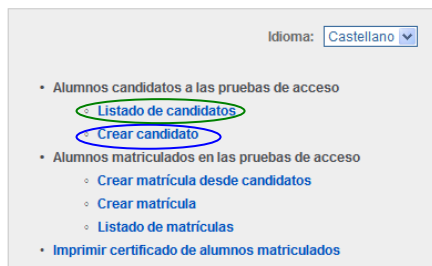 Idioma: Castellano
Alumnos candidatos a las pruebas de acceso
Listado de candidatos
Crear candidato
Alumnos matriculados en las pruebas de acceso
Crear matrícula desde candidatos
Crear matrícula
Listado de matrículas
Imprimir certificado de alumnos matriculados